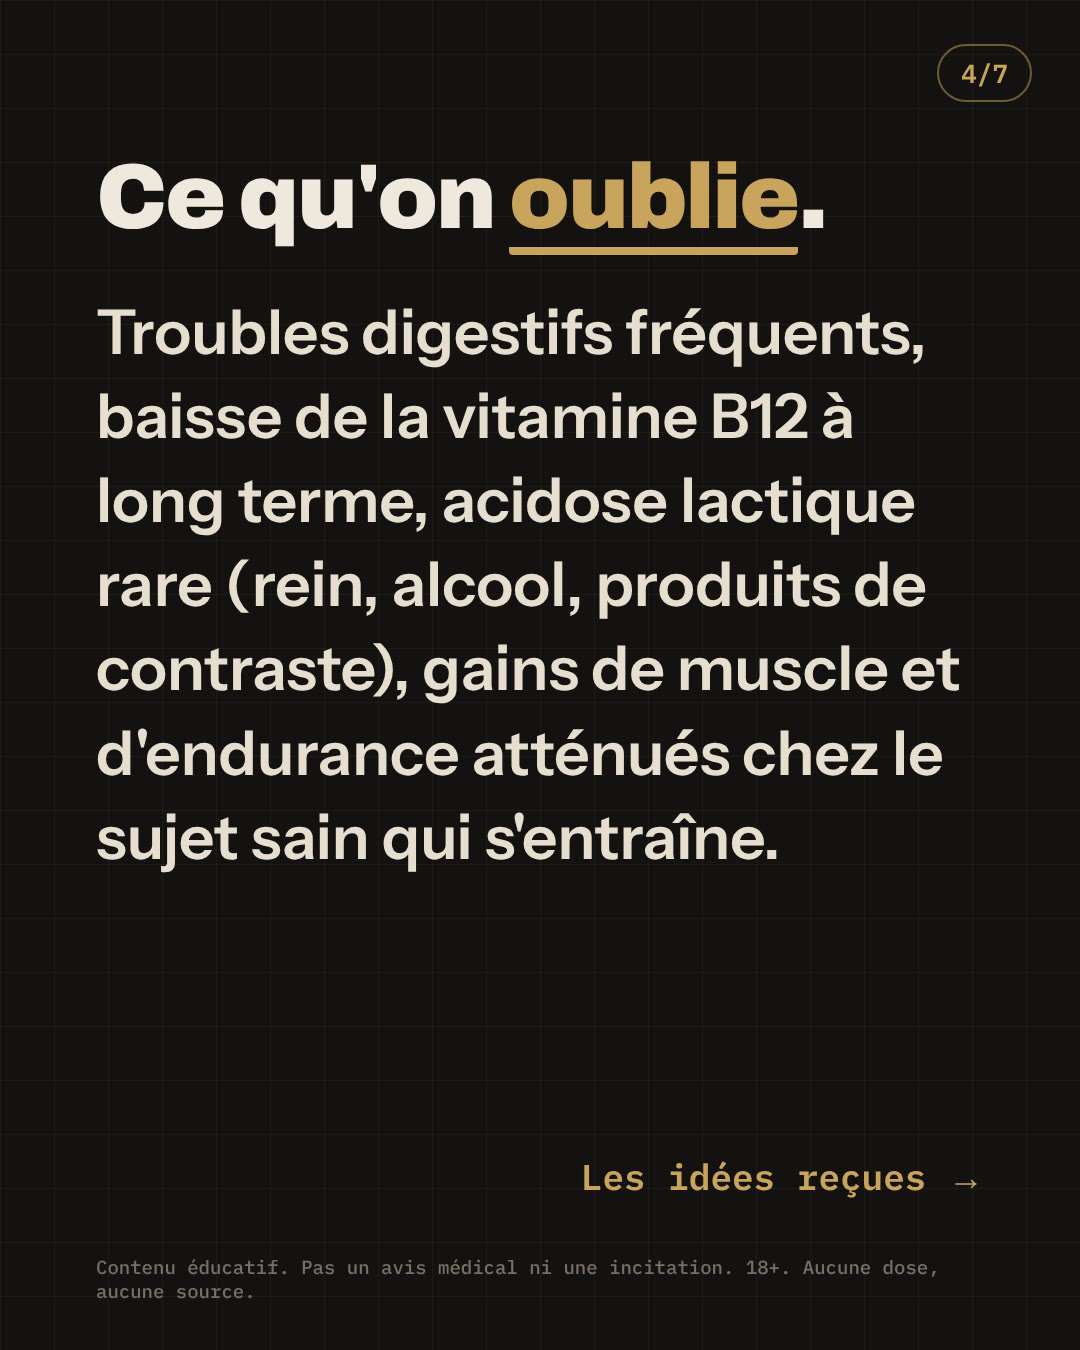 4/7
Ce qu'on oublie.
Troubles digestifs fréquents,
baisse de la vitamine B12 à
long terme, acidose lactique
rare (rein, alcool, produits de
contraste), gains de muscle et
d'endurance atténués chez le
sujet sain qui s'entraîne.
Les idées reçues →
Contenu éducatif. Pas un avis médical ni une incitation. 18+. Aucune dose,
aucune source.